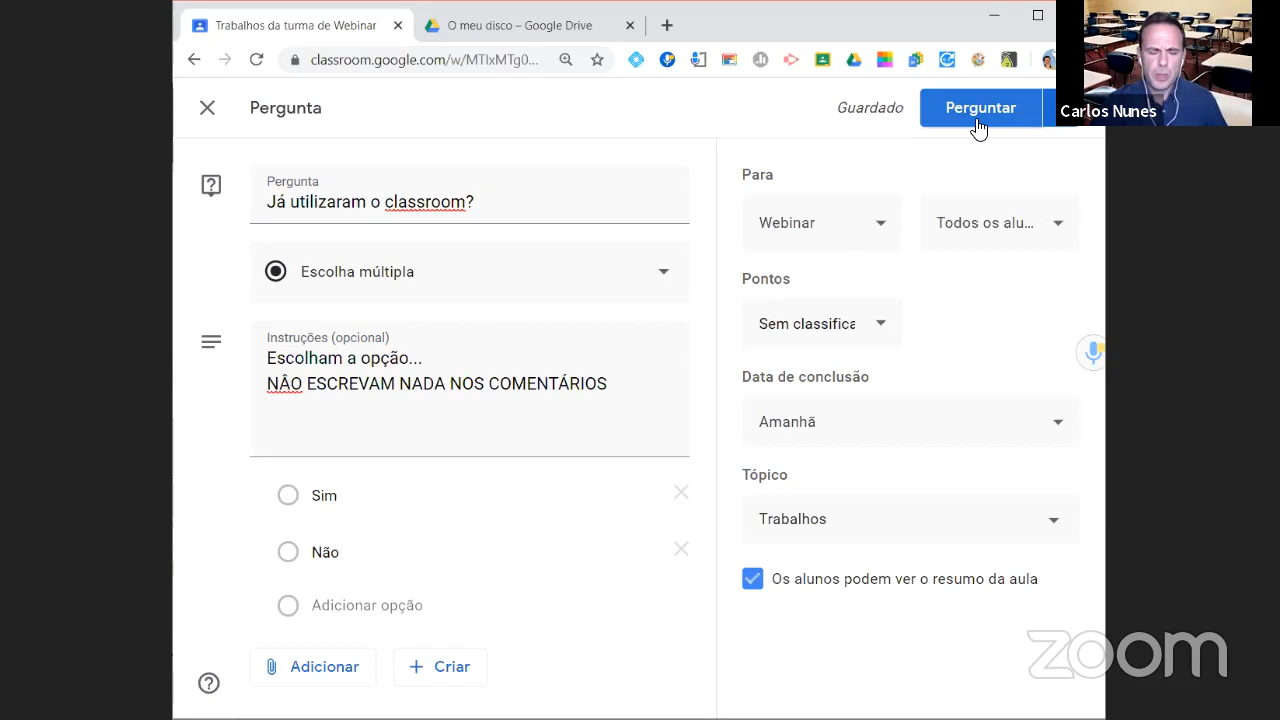 Trabalhos da turma de Webinar
O meu disco – Google Drive
classroom.google.com/w/MTIxMTg0...
Pergunta
Guardado
Perguntar
Carlos Nunes
Pergunta
Já utilizaram o classroom?
Escolha múltipla
Instruções (opcional)
Escolham a opção...
NÂO ESCREVAM NADA NOS COMENTÁRIOS
Sim
Não
Adicionar opção
Adicionar
Criar
Para
Webinar
Todos os alu...
Pontos
Sem classifica
Data de conclusão
Amanhã
Tópico
Trabalhos
Os alunos podem ver o resumo da aula
zoom